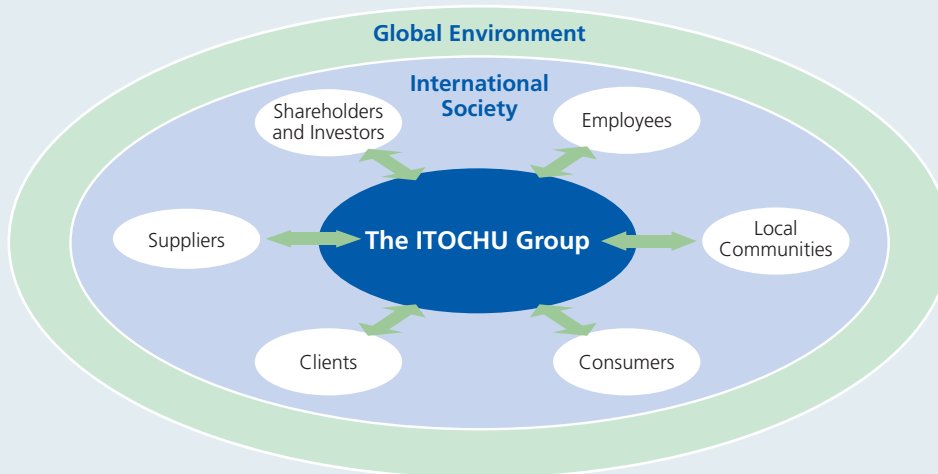 Global Environment
International
Society
Shareholders
and Investors
Employees
Suppliers
The ITOCHU Group
Local
Communities
Clients
Consumers